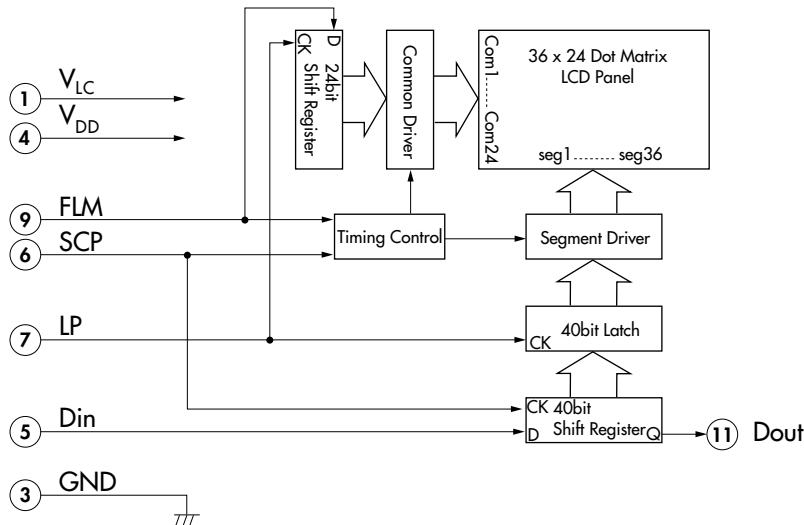 D
CK
24bit
Shift Register
Common Driver
Com1...... Com24
36 x 24 Dot Matrix
LCD Panel
seg1........ seg36
1 VLC
4 VDD
9 FLM
6 SCP
Timing Control
Segment Driver
7 LP
40bit Latch
CK
CK 40bit
Shift Register
D
Q
5 Din
11 Dout
3 GND